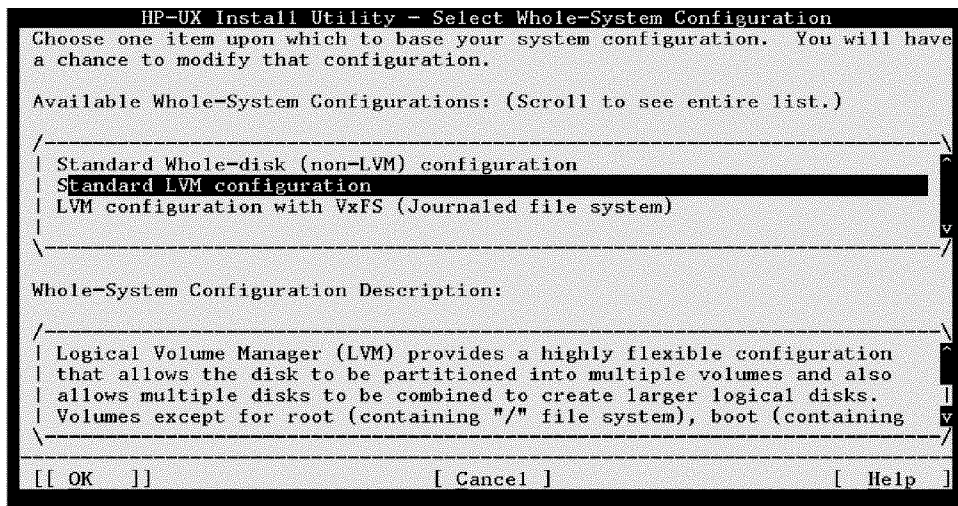 HP-UX Install Utility - Select Whole-System Configuration
Choose one item upon which to base your system configuration.  You will have
a chance to modify that configuration.
Available Whole-System Configurations: (Scroll to see entire list.)
Standard Whole-disk (non-LVM) configuration
Standard LVM configuration
LVM configuration with VxFS (Journaled file system)
Whole-System Configuration Description:
Logical Volume Manager (LVM) provides a highly flexible configuration
that allows the disk to be partitioned into multiple volumes and also
allows multiple disks to be combined to create larger logical disks.
Volumes except for root (containing "/" file system), boot (containing
[[ OK   ]]                [ Cancel ]                [  Help  ]